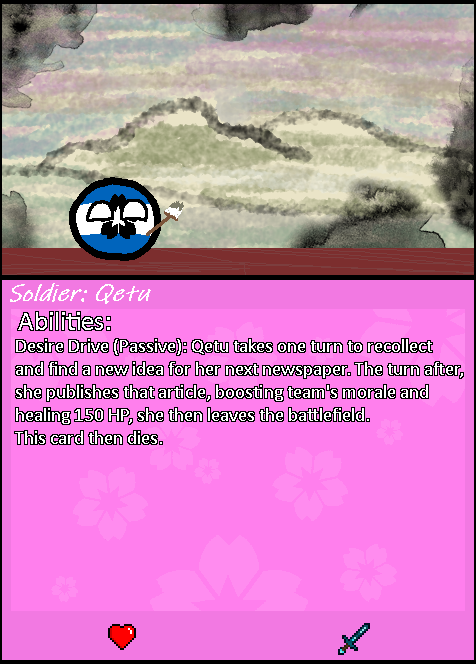 Soldier: Qetu
Abilities:
Desire Drive (Passive): Qetu takes one turn to recollect
and find a new idea for her next newspaper. The turn after,
she publishes that article, boosting team's morale and
healing 150 HP, she then leaves the battlefield.
This card then dies.